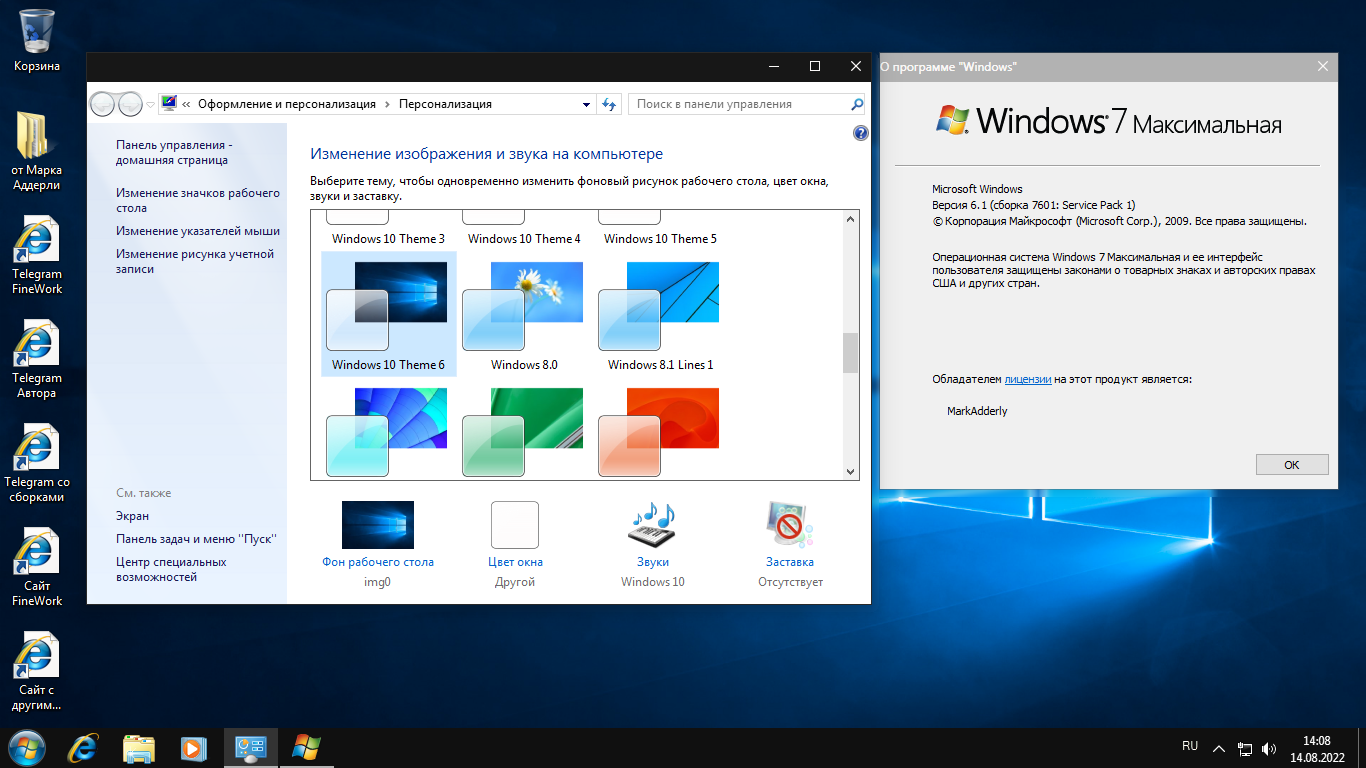 Корзина
от Марка
Аддерли
Telegram
FineWork
Telegram
Автора
Telegram со
сборками
Сайт
FineWork
Сайт с
другим...
«
Оформление и персонализация
Персонализация
Поиск в панели управления
Панель управления -
домашняя страница
Изменение значков рабочего
стола
Изменение указателей мыши
Изменение рисунка учетной
записи
См. также
Экран
Панель задач и меню ''Пуск''
Центр специальных
возможностей
Изменение изображения и звука на компьютере
Выберите тему, чтобы одновременно изменить фоновый рисунок рабочего стола, цвет окна,
звуки и заставку.
Windows 10 Theme 3
Windows 10 Theme 4
Windows 10 Theme 5
Windows 10 Theme 6
Windows 8.0
Windows 8.1 Lines 1
Фон рабочего стола
img0
Цвет окна
Другой
Звуки
Windows 10
Заставка
Отсутствует
О программе "Windows"
Windows 7 Максимальная
Microsoft Windows
Версия 6.1 (сборка 7601: Service Pack 1)
© Корпорация Майкрософт (Microsoft Corp.), 2009. Все права защищены.
Операционная система Windows 7 Максимальная и ее интерфейс
пользователя защищены законами о товарных знаках и авторских правах
США и других стран.
Обладателем лицензии на этот продукт является:
MarkAdderly
OK
RU
14:08
14.08.2022